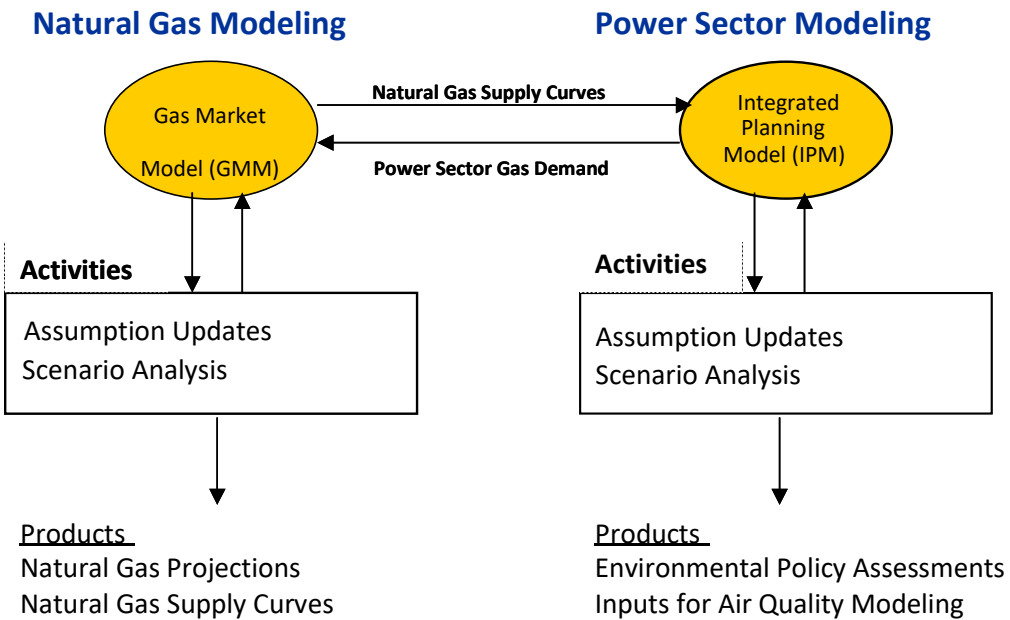 Natural Gas Modeling
Power Sector Modeling
Gas Market
Model (GMM)
Natural Gas Supply Curves
Power Sector Gas Demand
Integrated
Planning
Model (IPM)
Activities
Assumption Updates
Scenario Analysis
Activities
Assumption Updates
Scenario Analysis
Products
Natural Gas Projections
Natural Gas Supply Curves
Products
Environmental Policy Assessments
Inputs for Air Quality Modeling